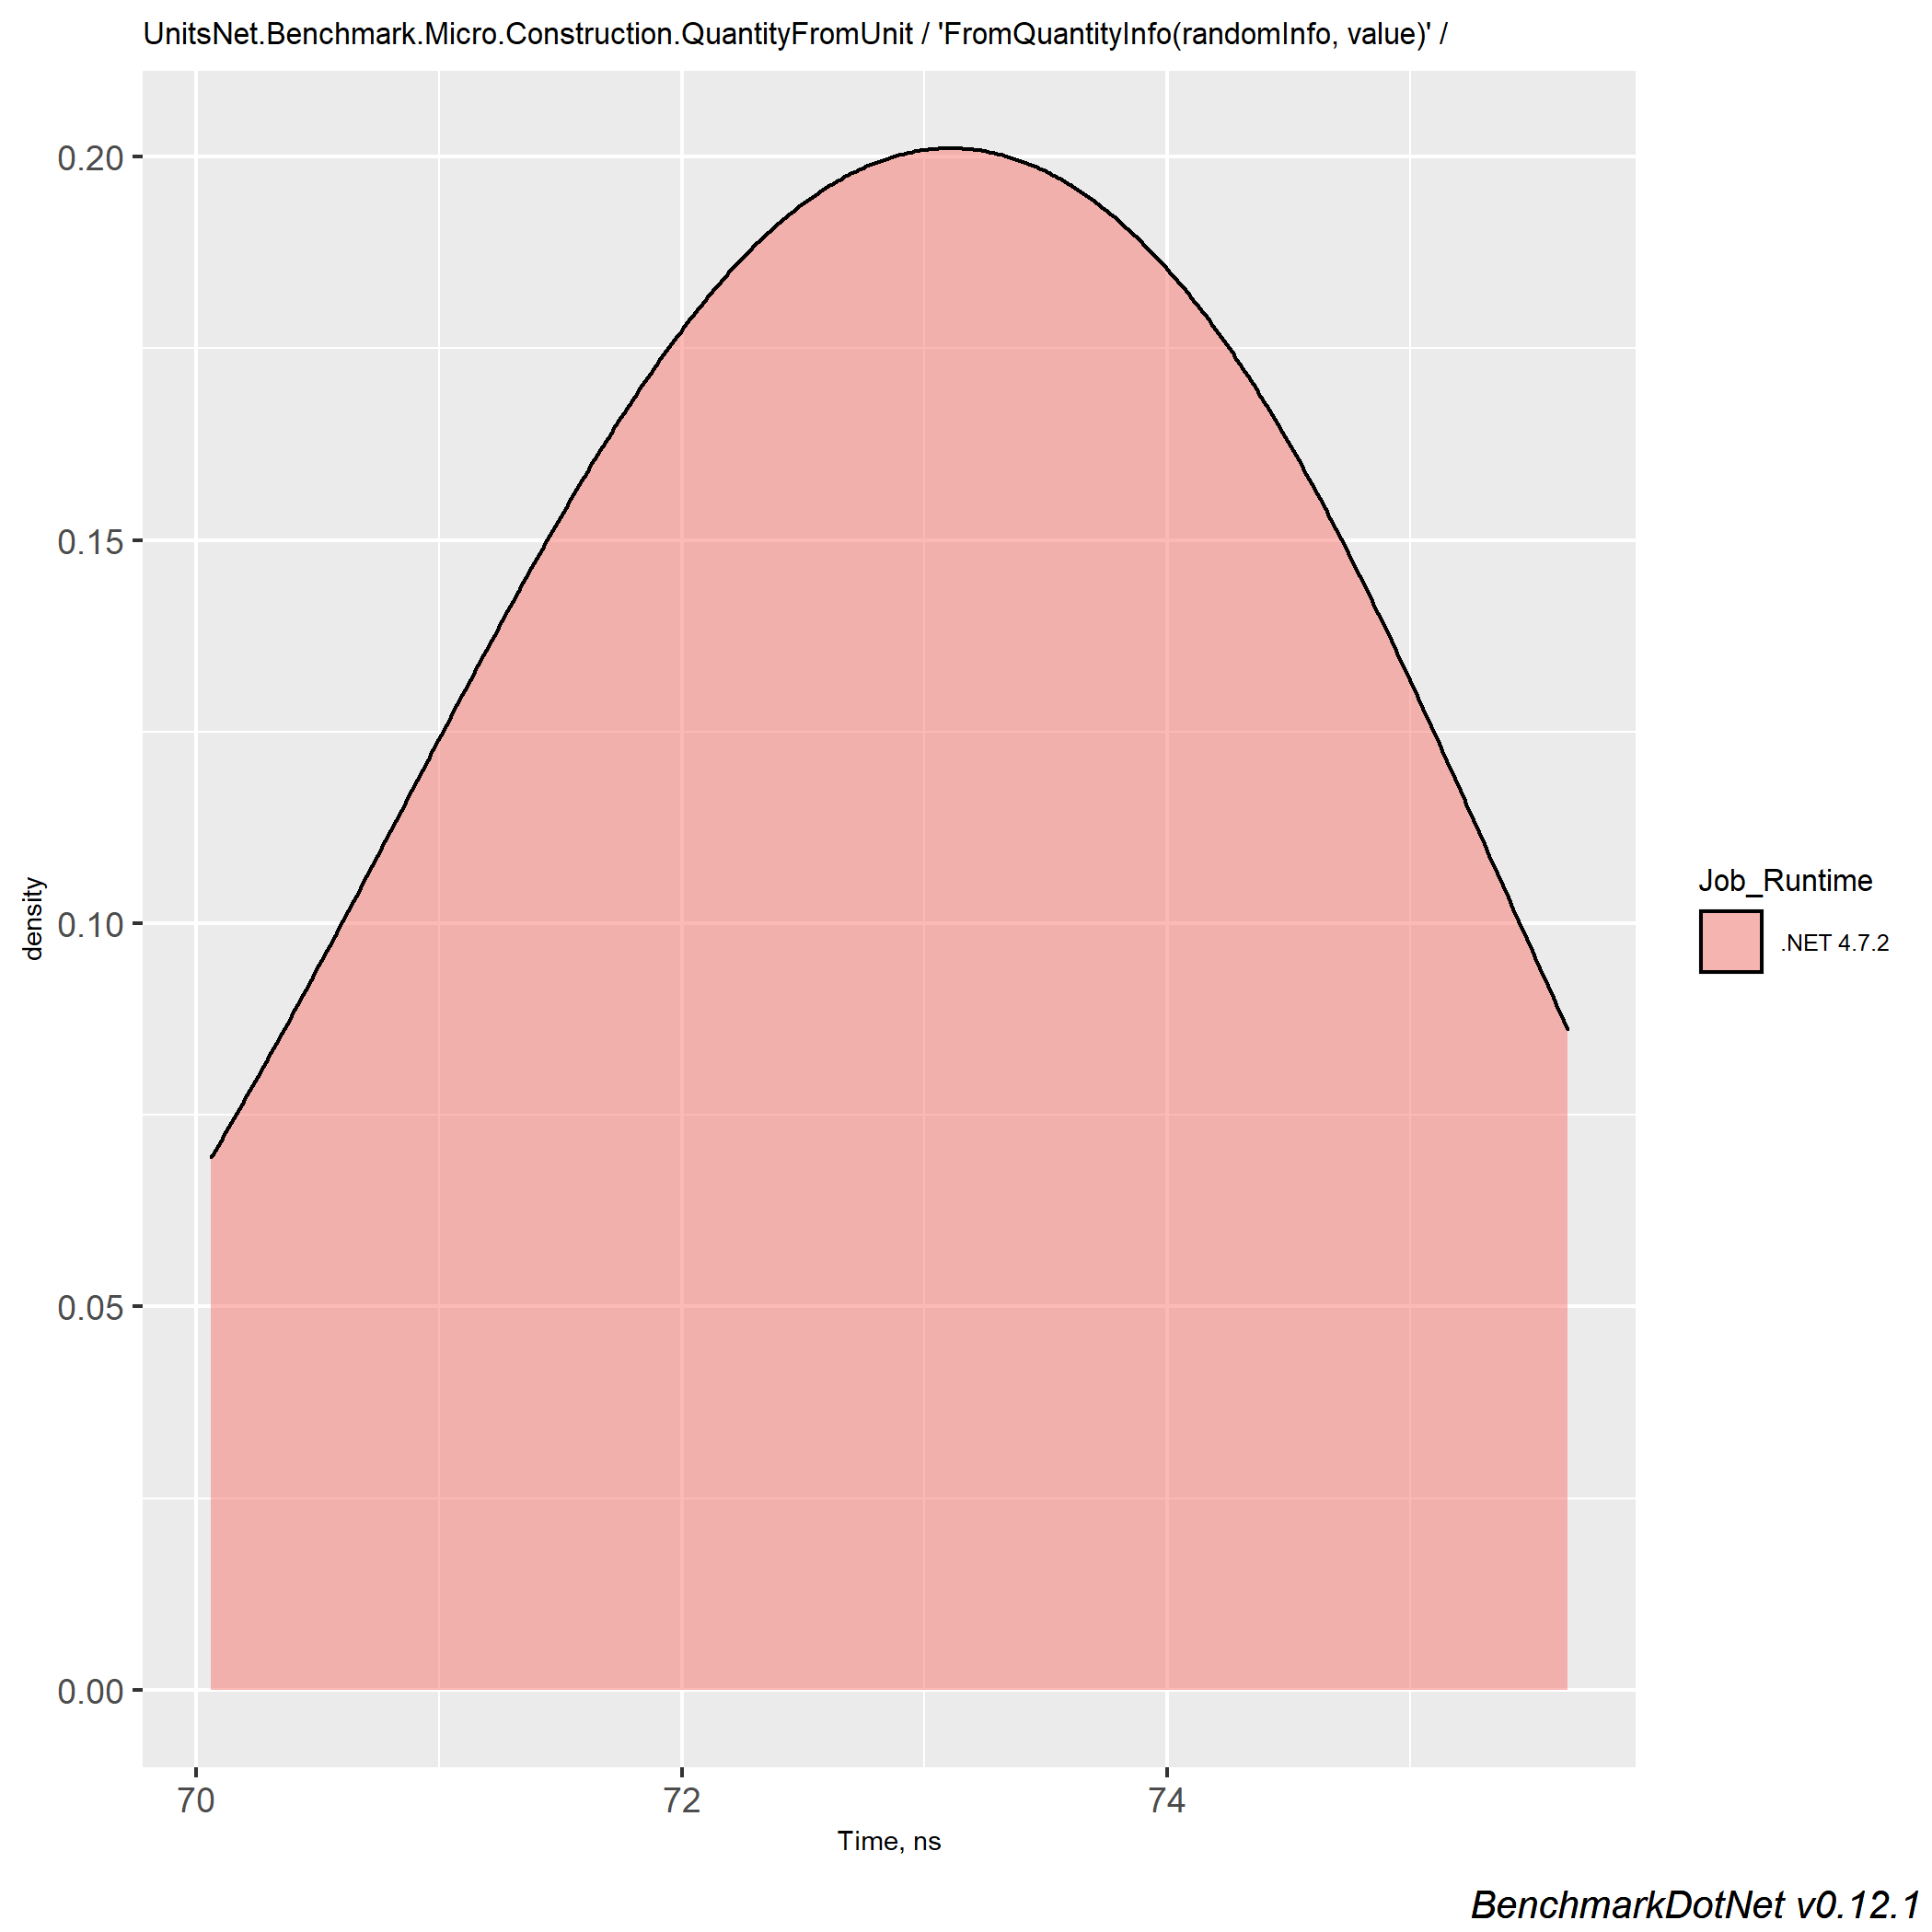 UnitsNet.Benchmark.Micro.Construction.QuantityFromUnit / 'FromQuantityInfo(randomInfo, value)' /
0.20
0.15
0.10
0.05
0.00
density
70 72 74
Time, ns
Job_Runtime
.NET 4.7.2
BenchmarkDotNet v0.12.1